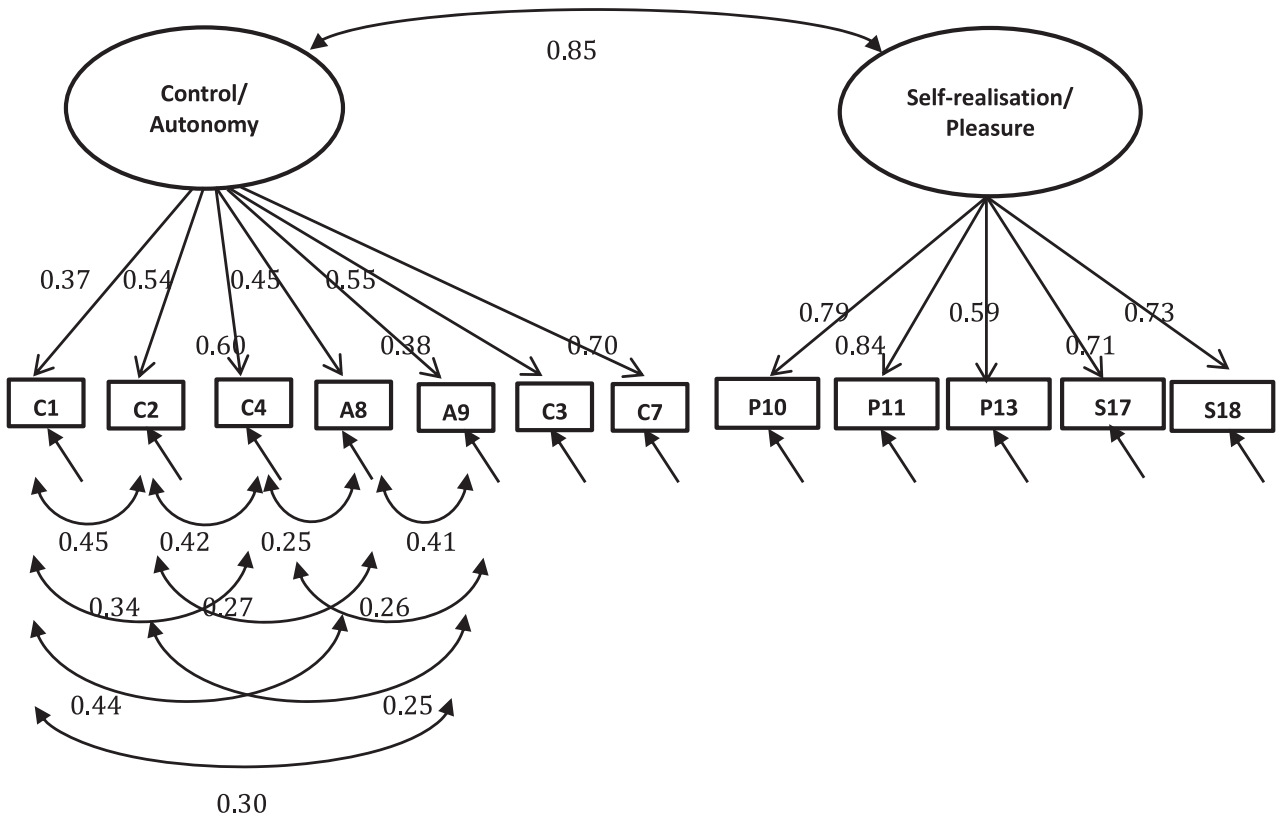 0.85
Control/
Autonomy
Self-realisation/
Pleasure
0.37 0.54 0.45 0.55
0.60 0.38 0.70
0.79 0.59 0.73
0.84 0.71
C1 C2 C4 A8 A9 C3 C7 P10 P11 P13 S17 S18
0.45 0.42 0.25 0.41
0.34 0.27 0.26
0.44 0.25
0.30